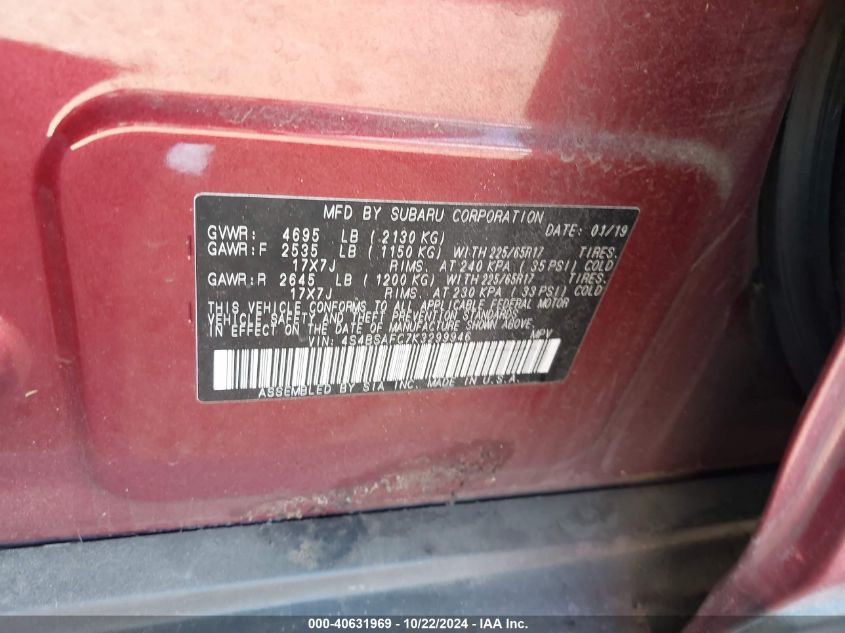 MFD BY SUBARU CORPORATION DATE: 01/19
GVWR: 4695 LB ( 2130 KG)
GAWR: F 2535 LB ( 1150 KG) WITH 225/65R17 TIRES.
17X7J RIMS. AT 240 KPA ( 35 PSI) COLD
GAWR: R 2645 LB ( 1200 KG) WITH 225/65R17 TIRES.
17X7J RIMS. AT 230 KPA ( 33 PSI) COLD
THIS VEHICLE CONFORMS TO ALL APPLICABLE FEDERAL MOTOR
VEHICLE SAFETY AND THEFT PREVENTION STANDARDS
IN EFFECT ON THE DATE OF MANUFACTURE SHOWN ABOVE.
VIN: 4S4BSAFC7K3299946 MPV
ASSEMBLED BY SIA INC. MADE IN U.S.A.
000-40631969 - 10/22/2024 - IAA Inc.